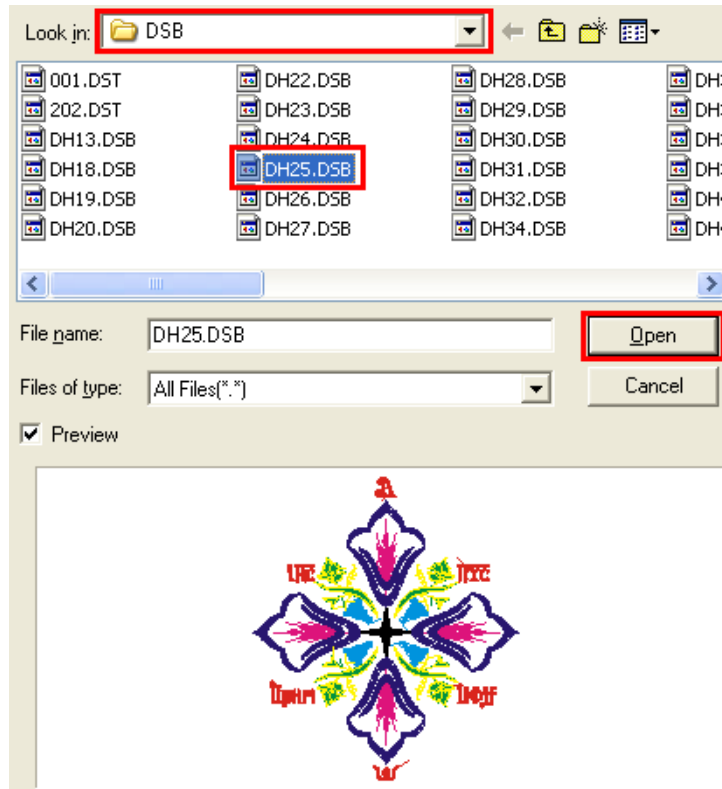 Look in: DSB
001.DST DH22.DSB DH28.DSB
202.DST DH23.DSB DH29.DSB
DH13.DSB DH24.DSB DH30.DSB
DH18.DSB DH25.DSB DH31.DSB
DH19.DSB DH26.DSB DH32.DSB
DH20.DSB DH27.DSB DH34.DSB
File name: DH25.DSB Open
Files of type: All Files(*.*) Cancel
Preview